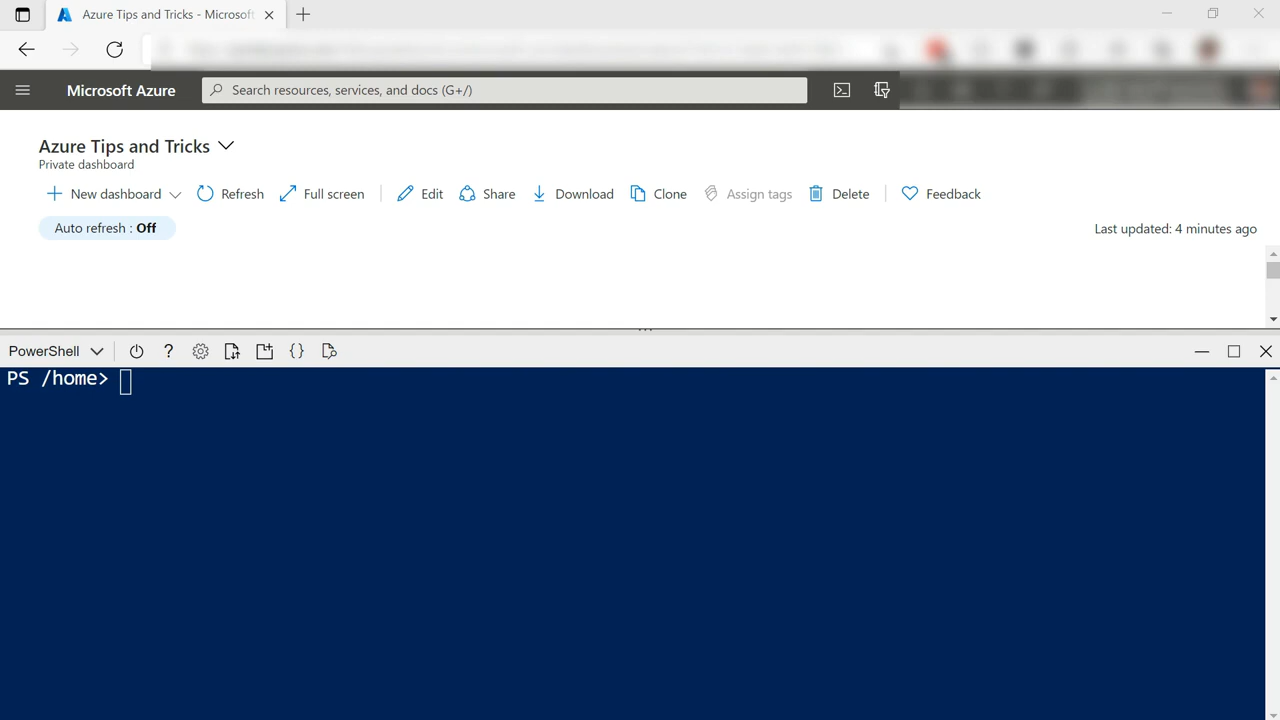 Azure Tips and Tricks - Microsoft
Microsoft Azure
Search resources, services, and docs (G+/)
Azure Tips and Tricks
Private dashboard
New dashboard Refresh Full screen Edit Share Download Clone Assign tags Delete Feedback
Auto refresh : Off
Last updated: 4 minutes ago
PowerShell ? {}
PS /home>